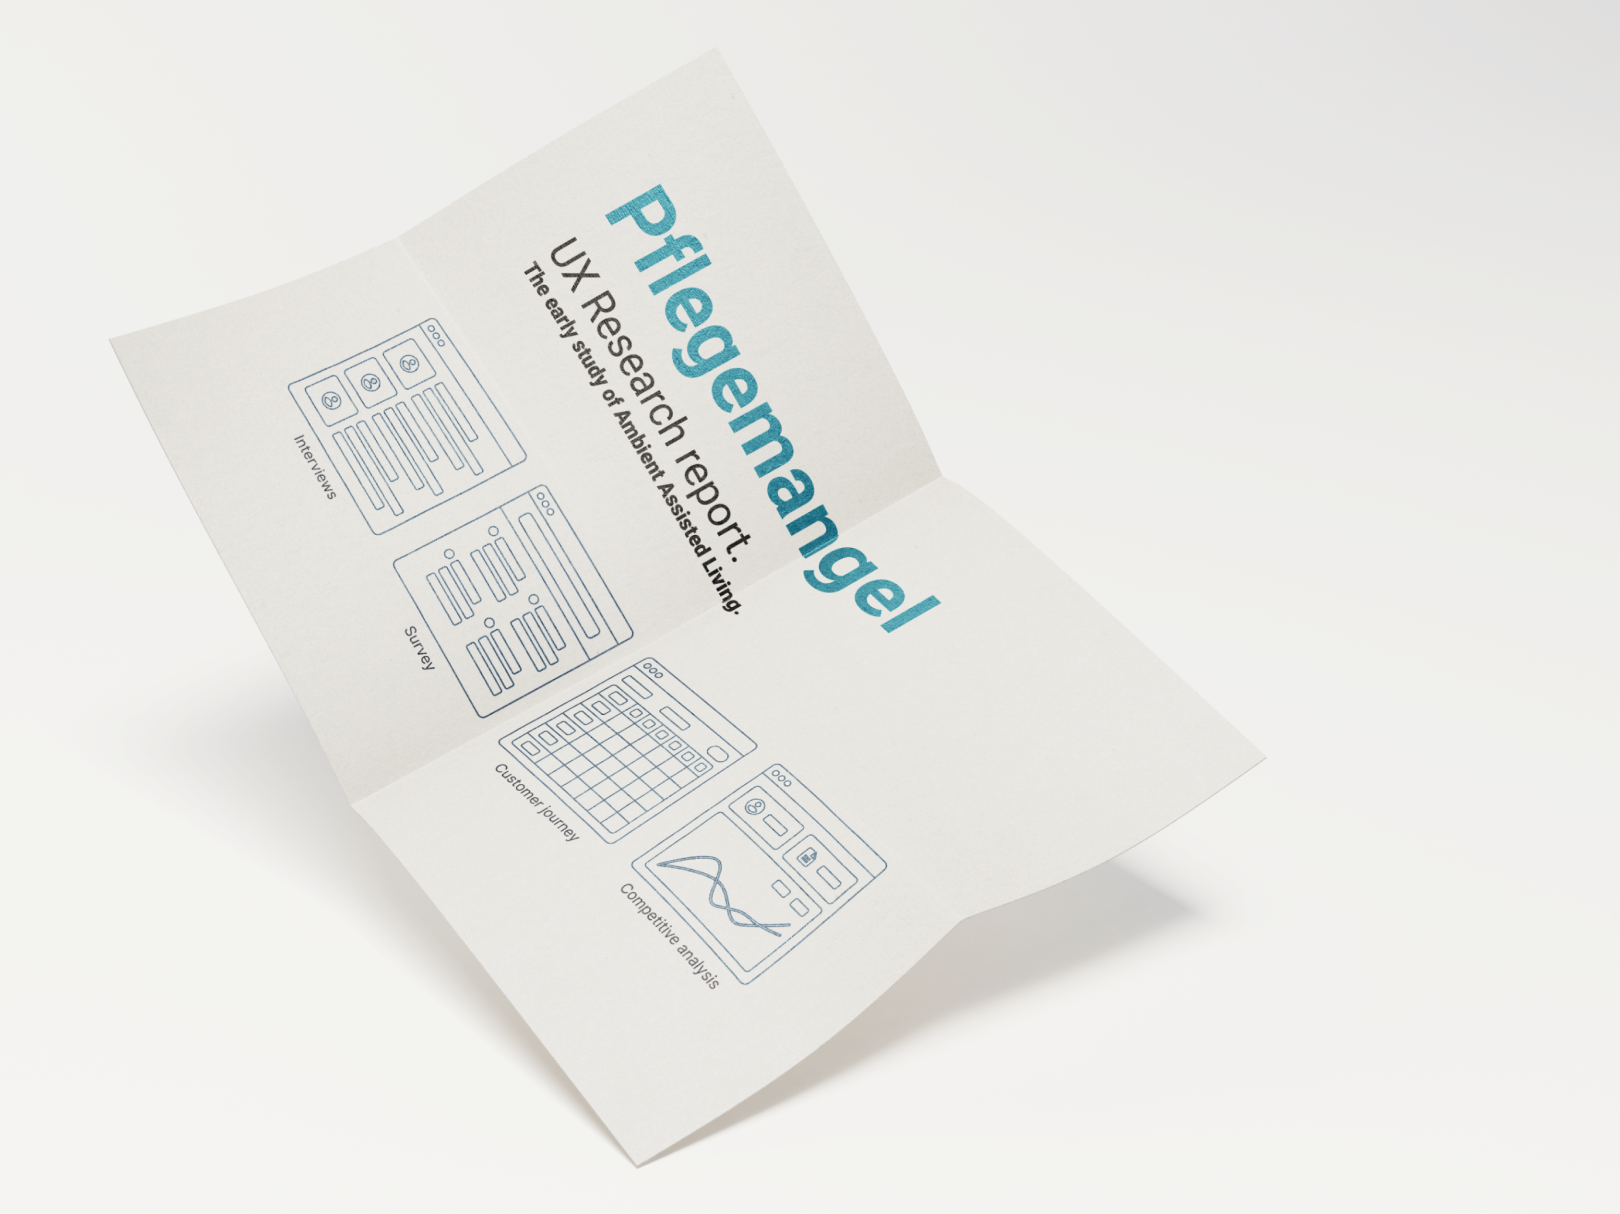 Pflegemangel
UX Research report.
The early study of Ambient Assisted Living.
Interviews
Survey
Customer journey
Competitive analysis